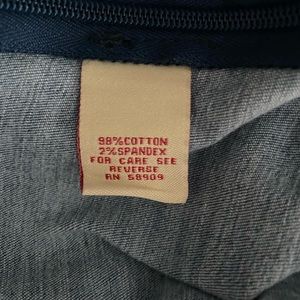 98%COTTON
2%SPANDEX
FOR CARE SEE
REVERSE
RN 58909